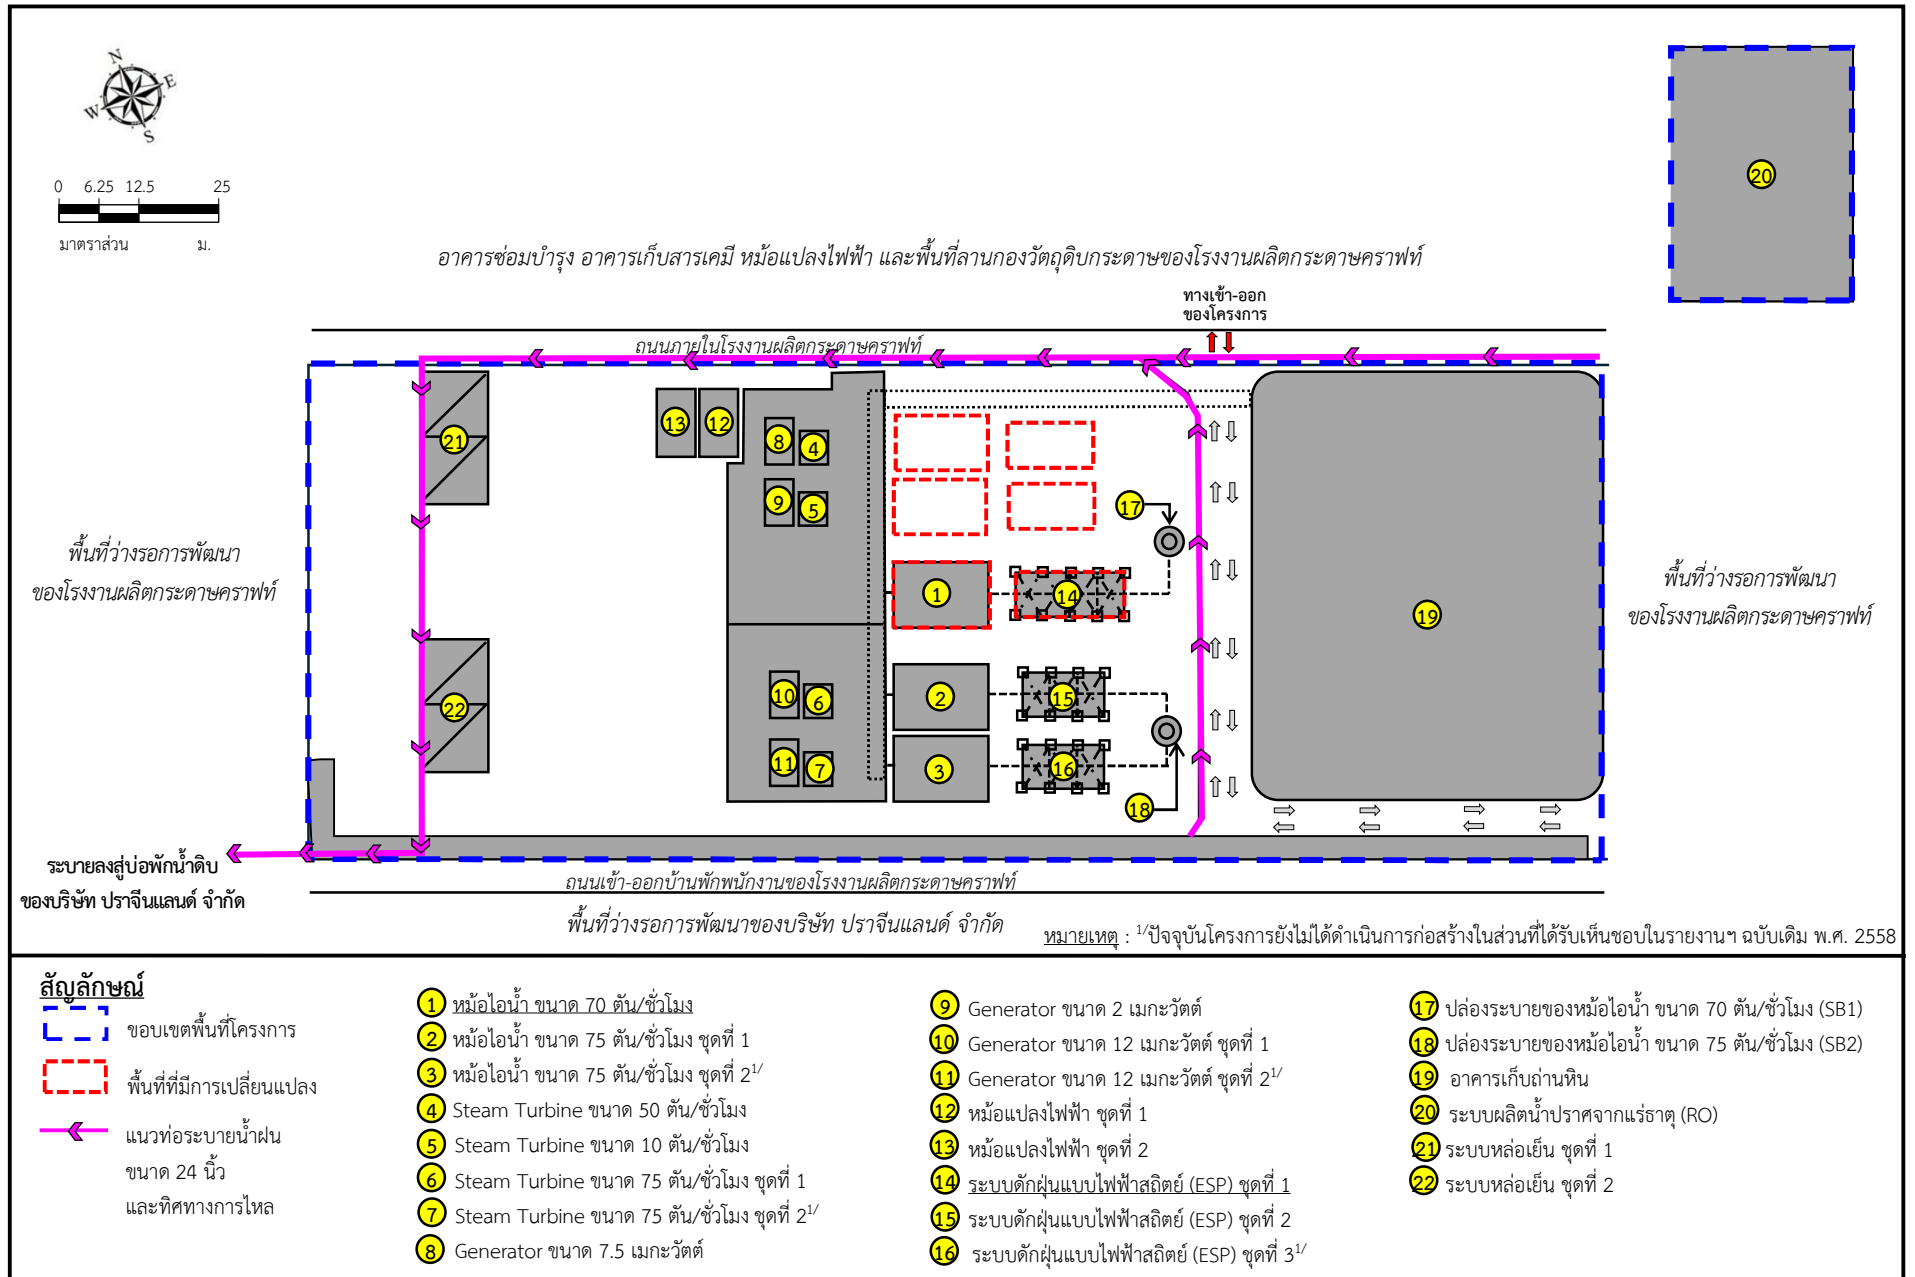 N
E
W
S
0 6.25 12.5 25
มาตราส่วน ม.
20
อาคารซ่อมบำรุง อาคารเก็บสารเคมี หม้อแปลงไฟฟ้า และพื้นที่ลานกองวัตถุดิบกระดาษของโรงงานผลิตกระดาษคราฟท์
ทางเข้า-ออก
ของโครงการ
ถนนภายในโรงงานผลิตกระดาษคราฟท์
13 12 8 4
21
9 5 17
พื้นที่ว่างรอการพัฒนา
ของโรงงานผลิตกระดาษคราฟท์
1 14 19
พื้นที่ว่างรอการพัฒนา
ของโรงงานผลิตกระดาษคราฟท์
22 10 6 2 15
11 7 3 16
18
ระบายลงสู่บ่อพักน้ำดิบ
ของบริษัท ปราจีนแลนด์ จำกัด
ถนนเข้า-ออกบ้านพักพนักงานของโรงงานผลิตกระดาษคราฟท์
พื้นที่ว่างรอการพัฒนาของบริษัท ปราจีนแลนด์ จำกัด
หมายเหตุ : 1/ปัจจุบันโครงการยังไม่ได้ดำเนินการก่อสร้างในส่วนที่ได้รับเห็นชอบในรายงานฯ ฉบับเดิม พ.ศ. 2558
สัญลักษณ์
ขอบเขตพื้นที่โครงการ
พื้นที่ที่มีการเปลี่ยนแปลง
แนวท่อระบายน้ำฝน
ขนาด 24 นิ้ว
และทิศทางการไหล
1 หม้อไอน้ำ ขนาด 70 ตัน/ชั่วโมง
2 หม้อไอน้ำ ขนาด 75 ตัน/ชั่วโมง ชุดที่ 1
3 หม้อไอน้ำ ขนาด 75 ตัน/ชั่วโมง ชุดที่ 2 1/
4 Steam Turbine ขนาด 50 ตัน/ชั่วโมง
5 Steam Turbine ขนาด 10 ตัน/ชั่วโมง
6 Steam Turbine ขนาด 75 ตัน/ชั่วโมง ชุดที่ 1
7 Steam Turbine ขนาด 75 ตัน/ชั่วโมง ชุดที่ 2 1/
8 Generator ขนาด 7.5 เมกะวัตต์
9 Generator ขนาด 2 เมกะวัตต์
10 Generator ขนาด 12 เมกะวัตต์ ชุดที่ 1
11 Generator ขนาด 12 เมกะวัตต์ ชุดที่ 2 1/
12 หม้อแปลงไฟฟ้า ชุดที่ 1
13 หม้อแปลงไฟฟ้า ชุดที่ 2
14 ระบบดักฝุ่นแบบไฟฟ้าสถิตย์ (ESP) ชุดที่ 1
15 ระบบดักฝุ่นแบบไฟฟ้าสถิตย์ (ESP) ชุดที่ 2
16 ระบบดักฝุ่นแบบไฟฟ้าสถิตย์ (ESP) ชุดที่ 3 1/
17 ปล่องระบายของหม้อไอน้ำ ขนาด 70 ตัน/ชั่วโมง (SB1)
18 ปล่องระบายของหม้อไอน้ำ ขนาด 75 ตัน/ชั่วโมง (SB2)
19 อาคารเก็บถ่านหิน
20 ระบบผลิตน้ำปราศจากแร่ธาตุ (RO)
21 ระบบหล่อเย็น ชุดที่ 1
22 ระบบหล่อเย็น ชุดที่ 2